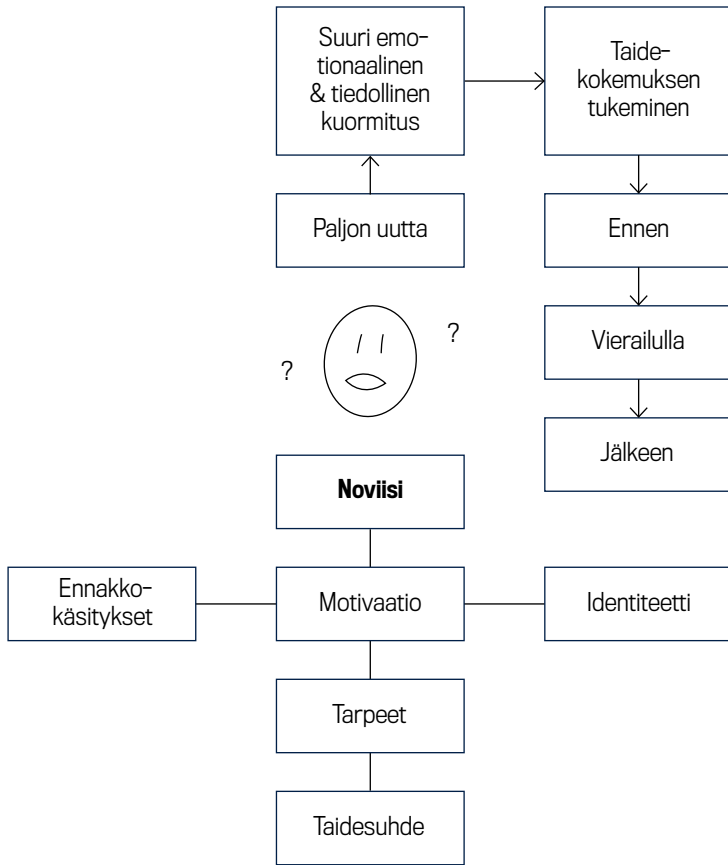 Suuri emo-
tionaalinen
& tiedollinen
kuormitus
Taide-
kokemuksen
tukeminen
Paljon uutta
Ennen
?
?
Vierailulla
Jälkeen
Noviisi
Ennakko-
käsitykset
Motivaatio
Identiteetti
Tarpeet
Taidesuhde